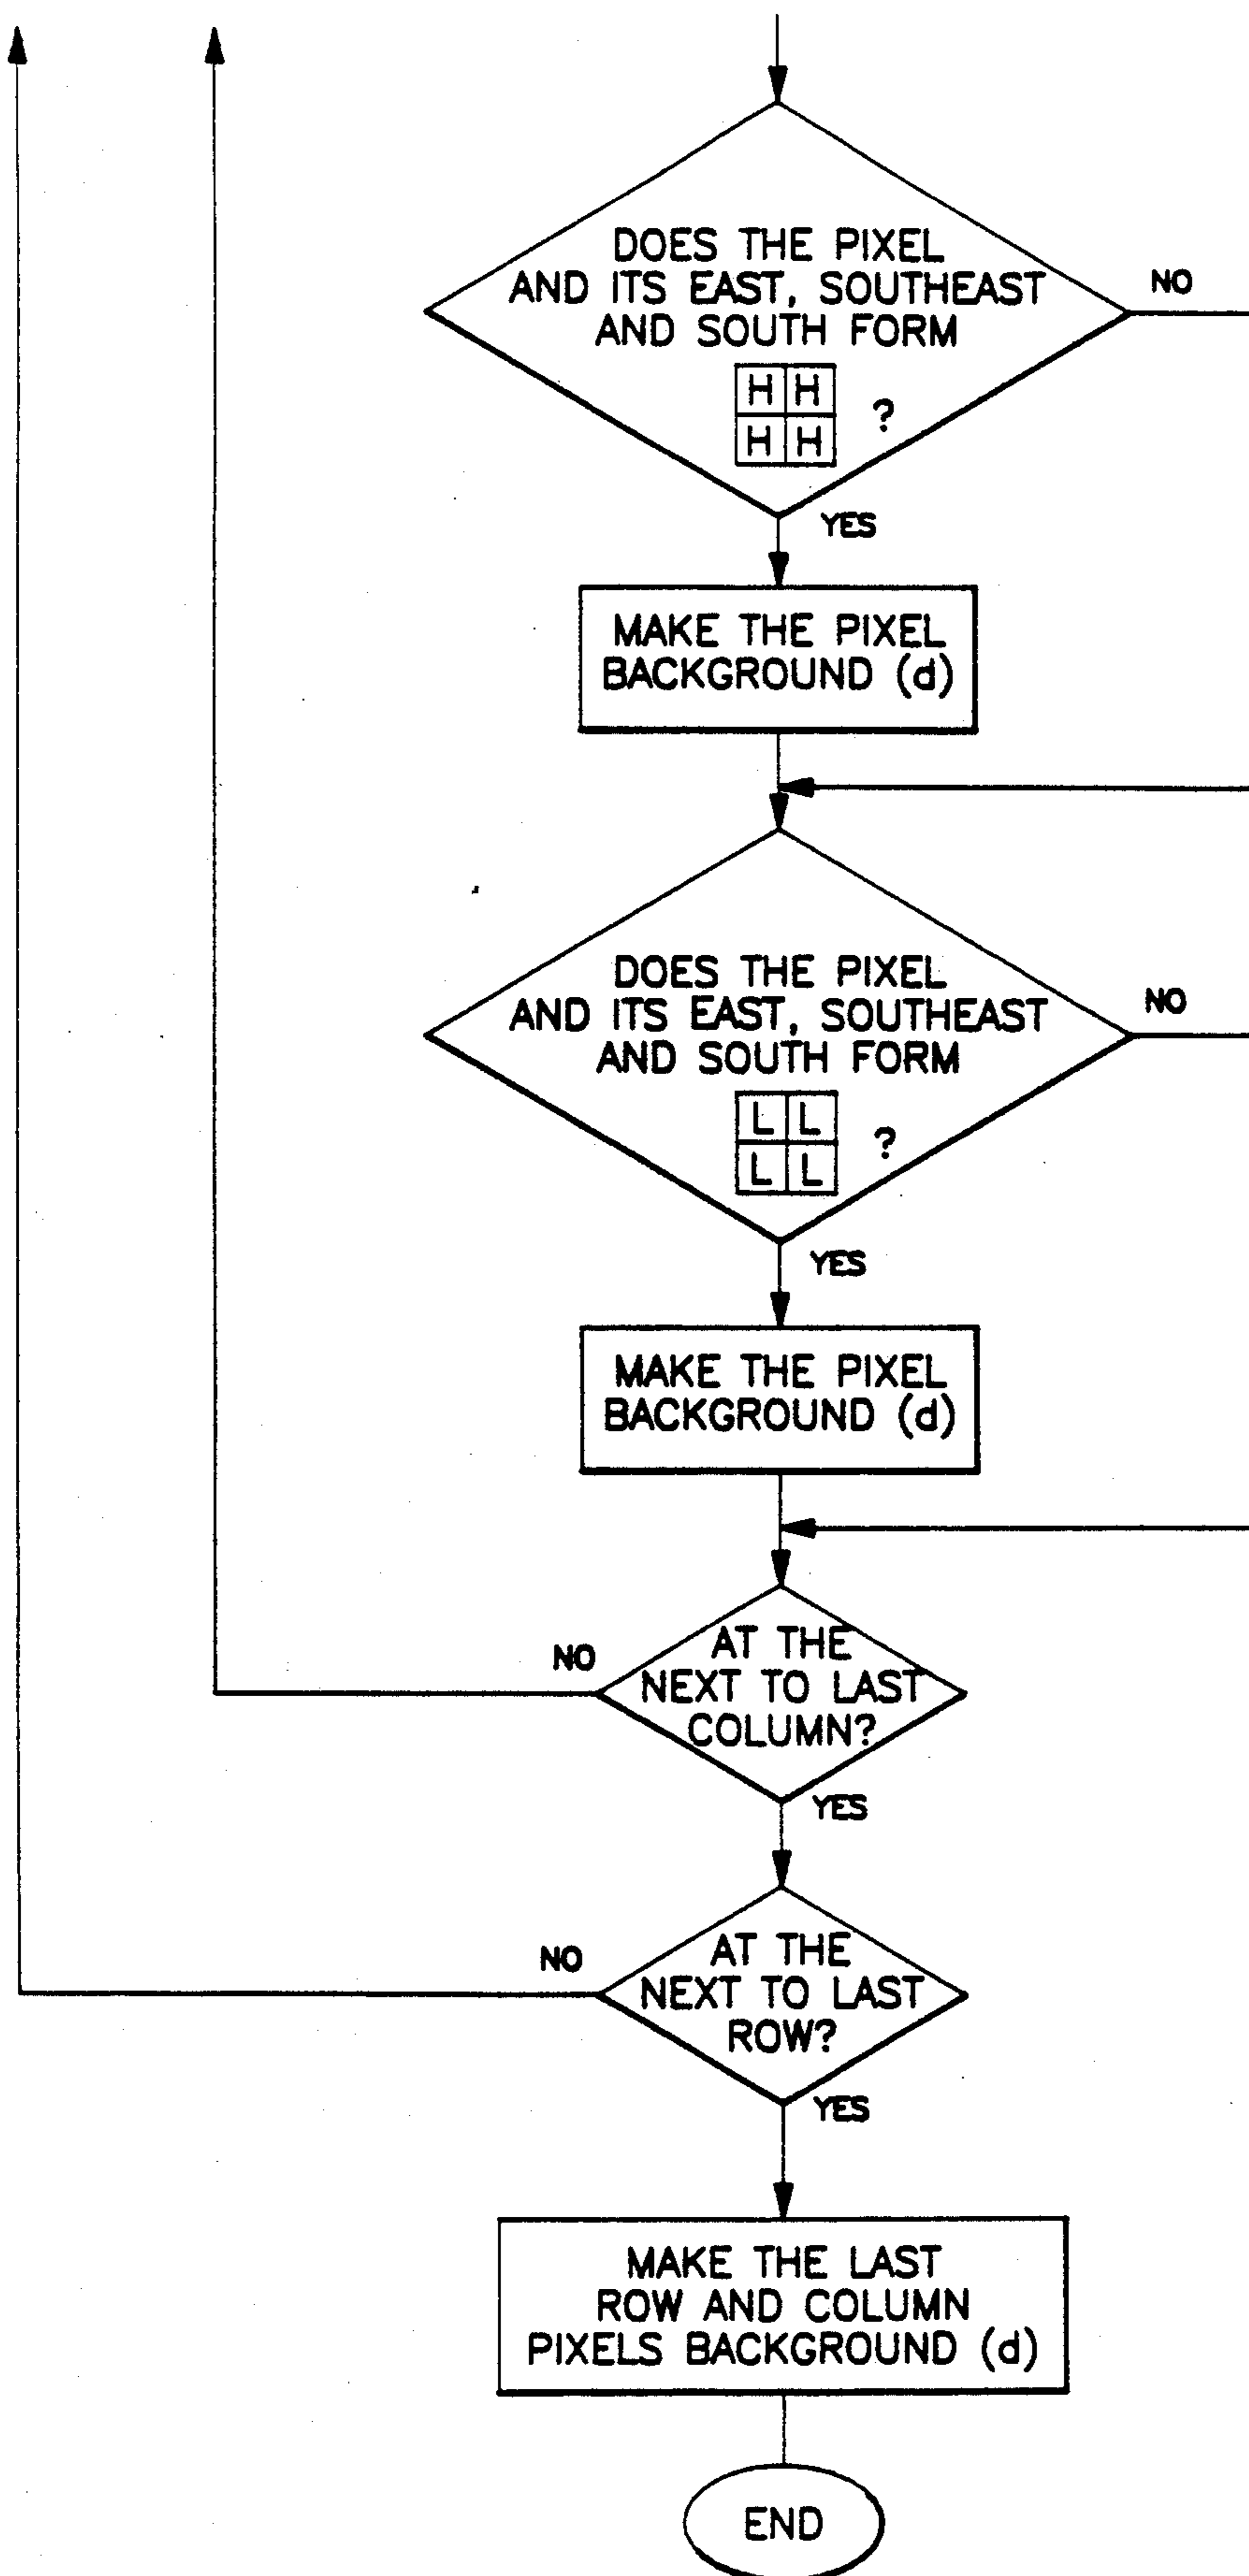 DOES THE PIXEL
AND ITS EAST, SOUTHEAST
AND SOUTH FORM
NO
H H
H H
?
YES
MAKE THE PIXEL
BACKGROUND (d)
DOES THE PIXEL
AND ITS EAST, SOUTHEAST
AND SOUTH FORM
NO
L L
L L
?
YES
MAKE THE PIXEL
BACKGROUND (d)
AT THE
NEXT TO LAST
COLUMN?
NO
YES
AT THE
NEXT TO LAST
ROW?
NO
YES
MAKE THE LAST
ROW AND COLUMN
PIXELS BACKGROUND (d)
END